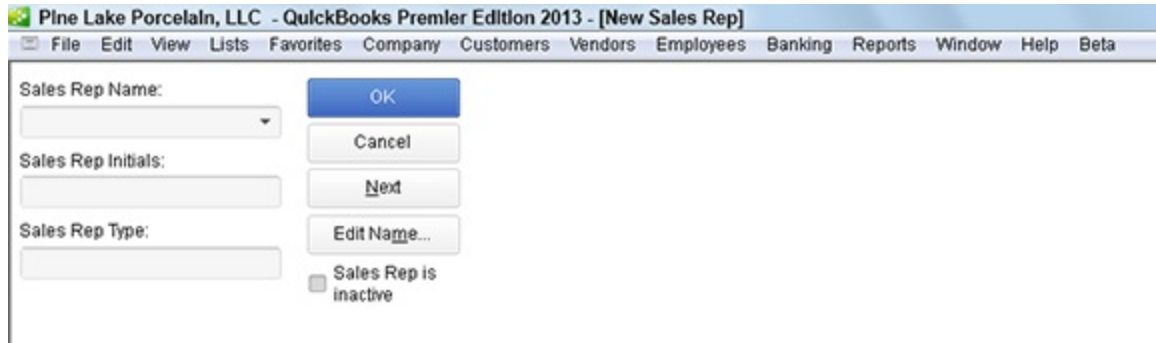 Pine Lake Porcelain, LLC - QuickBooks Premier Edition 2013 - [New Sales Rep]
File Edit View Lists Favorites Company Customers Vendors Employees Banking Reports Window Help Beta
Sales Rep Name:
OK
Cancel
Sales Rep Initials:
Next
Sales Rep Type:
Edit Name...
Sales Rep is
inactive